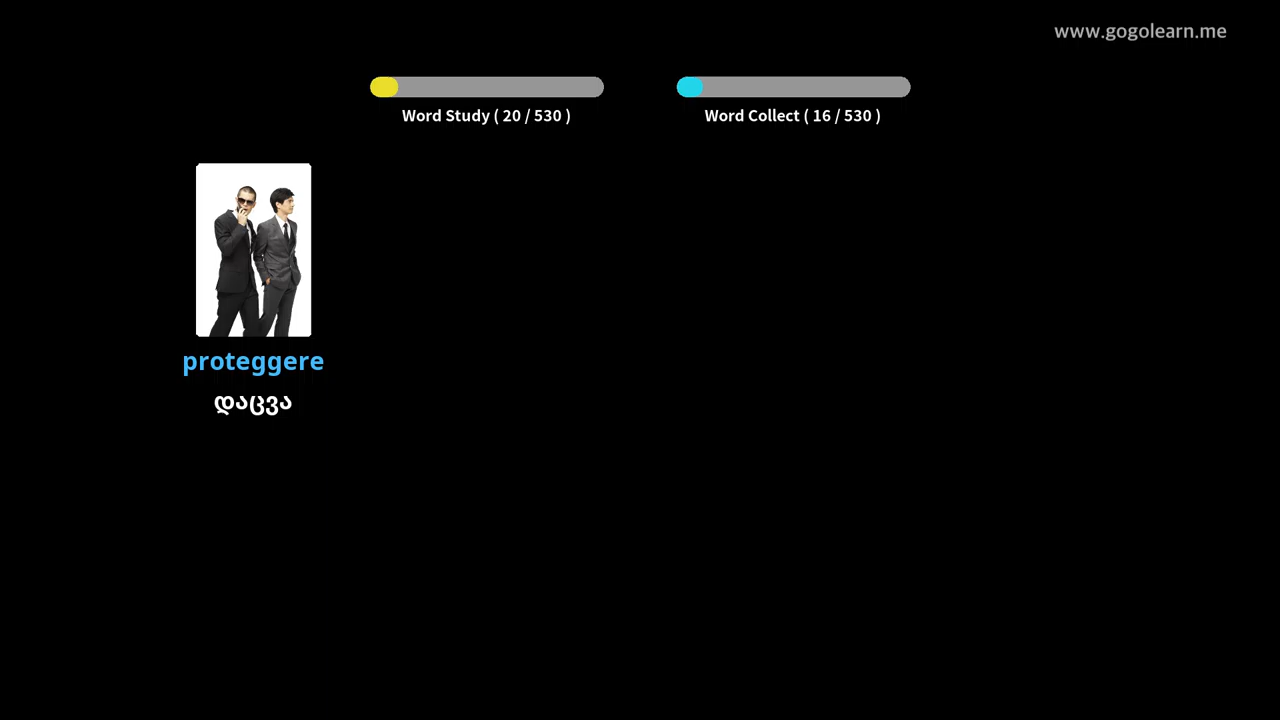 www.gogolearn.me
Word Study ( 20 / 530 )
Word Collect ( 16 / 530 )
proteggere
დაცვა